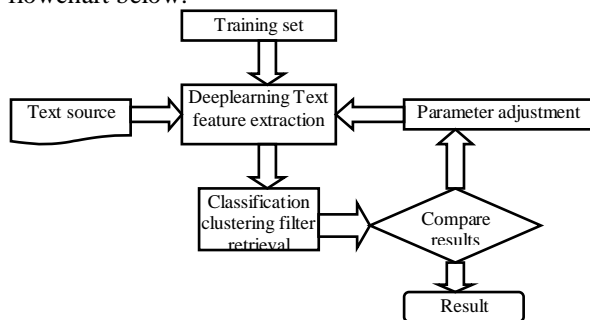 flowchart below.
Training set
Deeplearning Text
feature extraction
Text source
Parameter adjustment
Classification
clustering filter
retrieval
Compare
results
Result